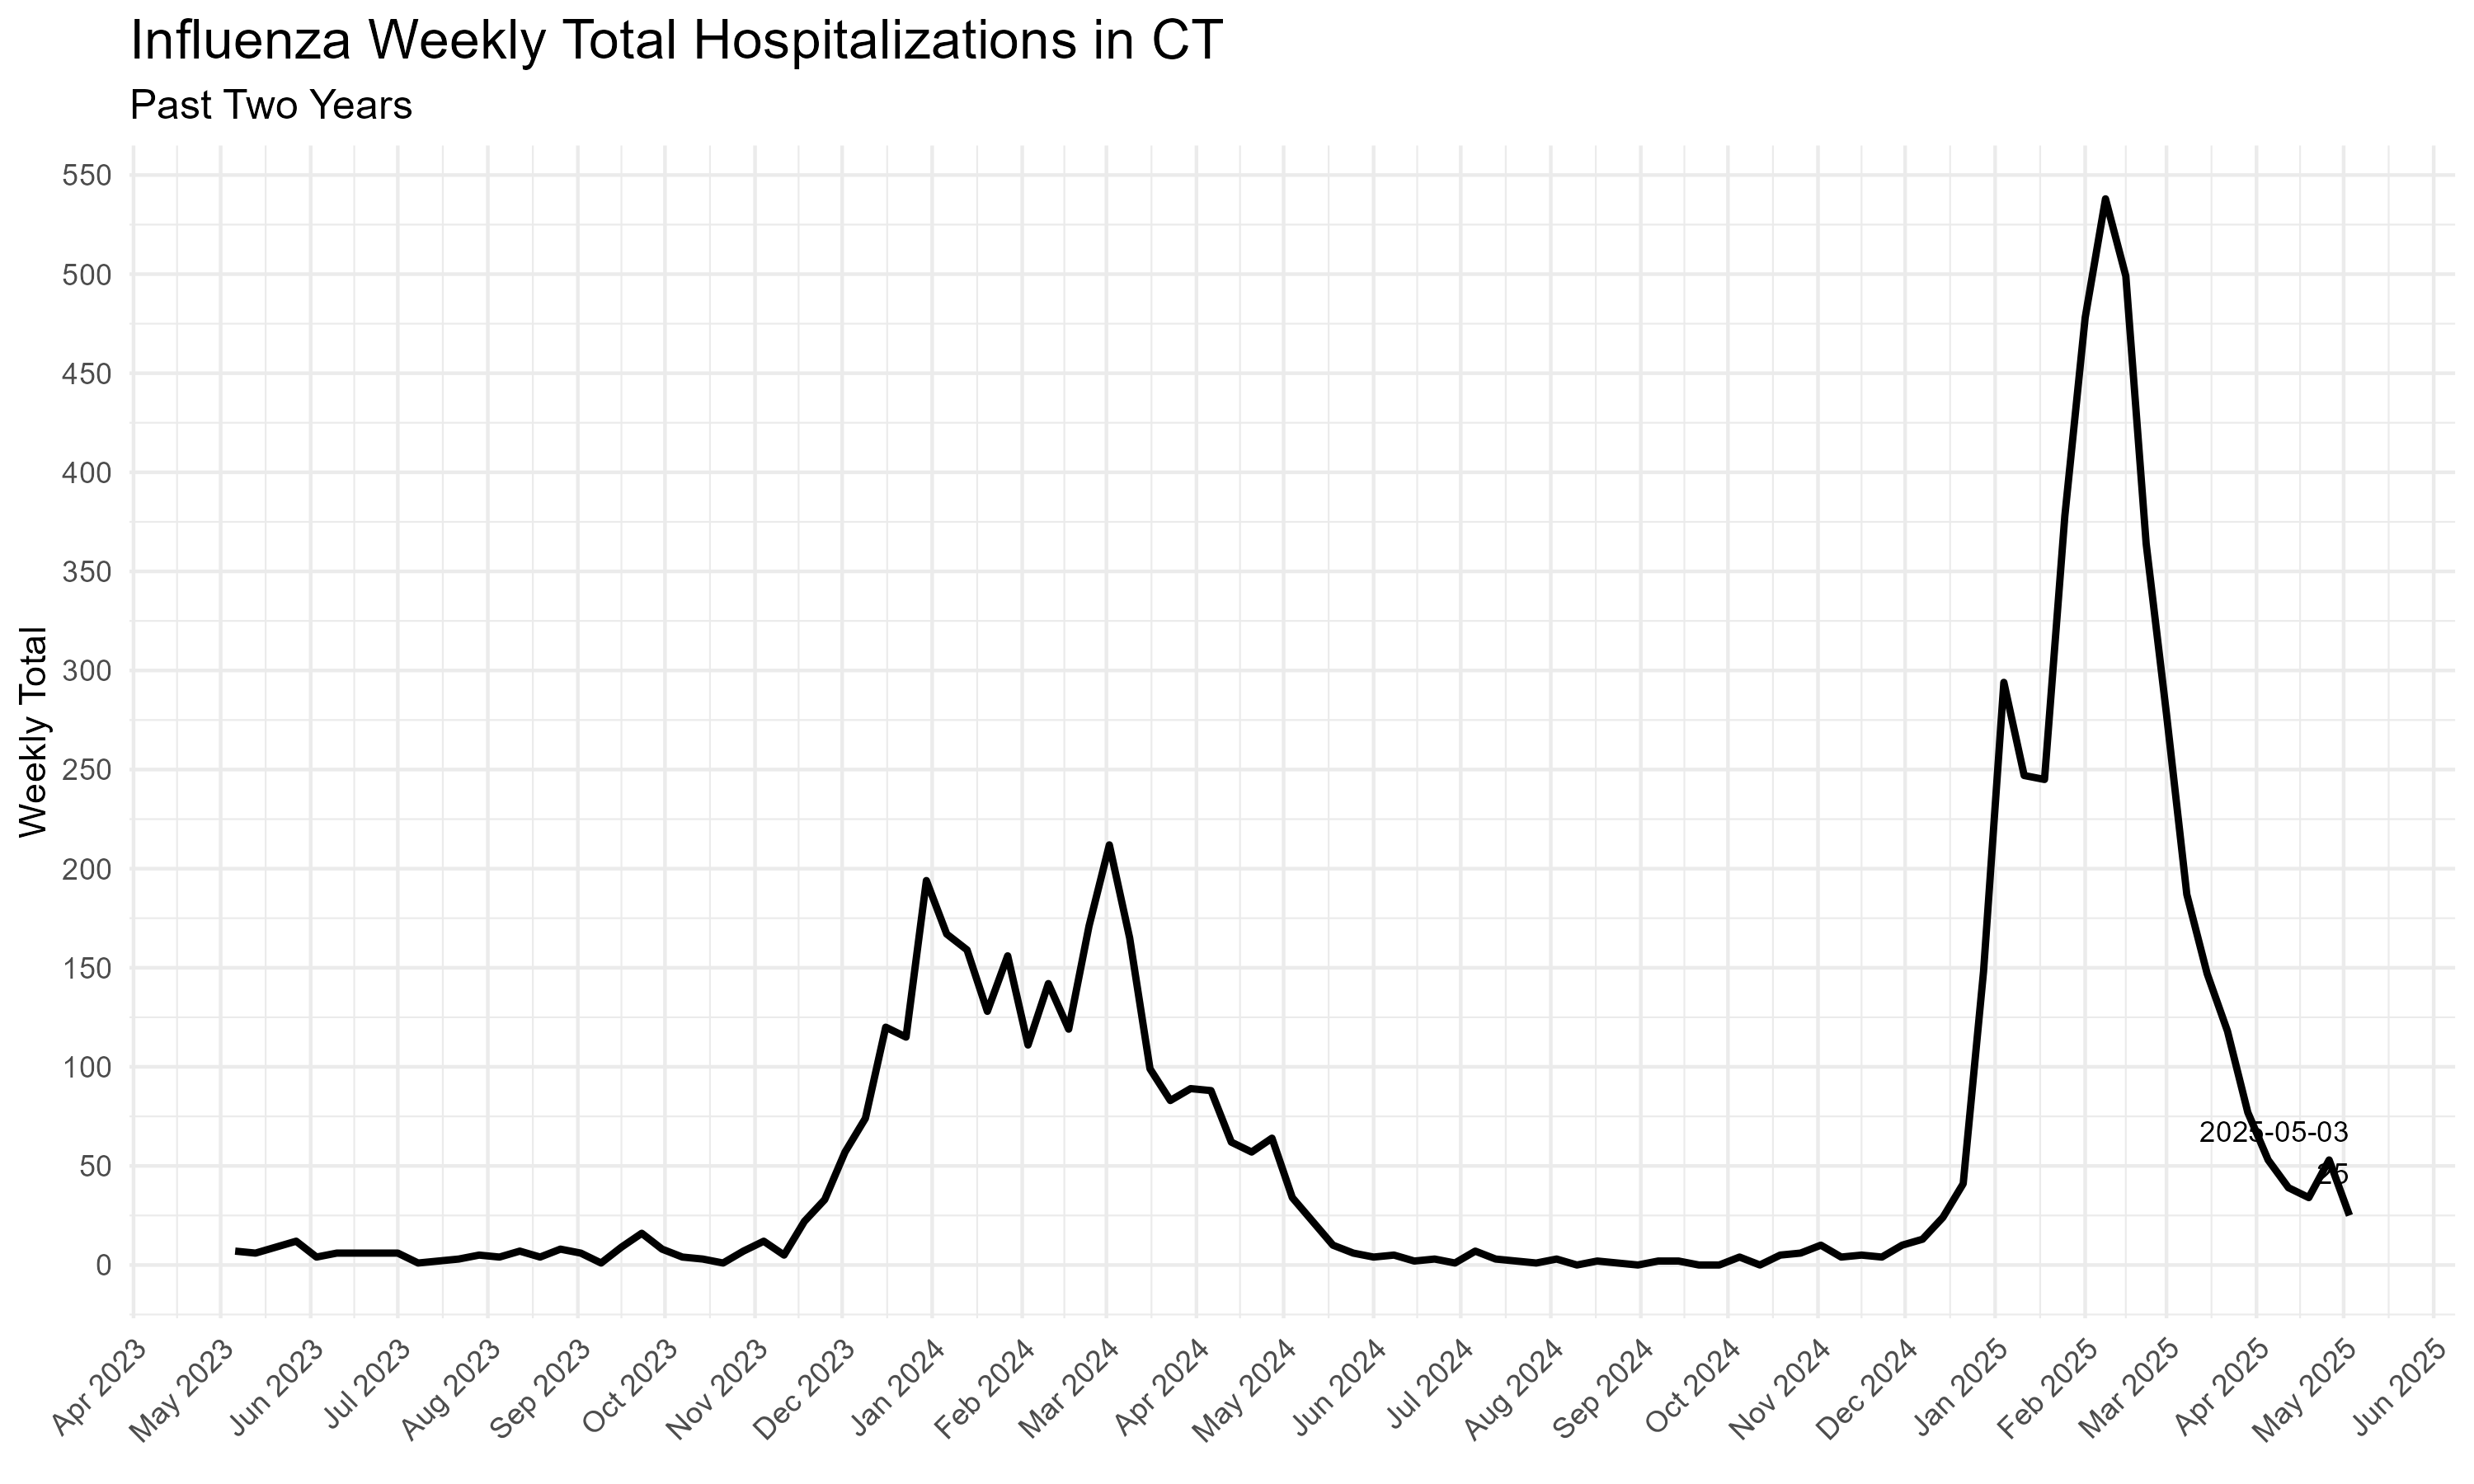 Influenza Weekly Total Hospitalizations in CT
Past Two Years
Weekly Total
550
500
450
400
350
300
250
200
150
100
50
0
2025-05-03
25
Apr 2023
May 2023
Jun 2023
Jul 2023
Aug 2023
Sep 2023
Oct 2023
Nov 2023
Dec 2023
Jan 2024
Feb 2024
Mar 2024
Apr 2024
May 2024
Jun 2024
Jul 2024
Aug 2024
Sep 2024
Oct 2024
Nov 2024
Dec 2024
Jan 2025
Feb 2025
Mar 2025
Apr 2025
May 2025
Jun 2025